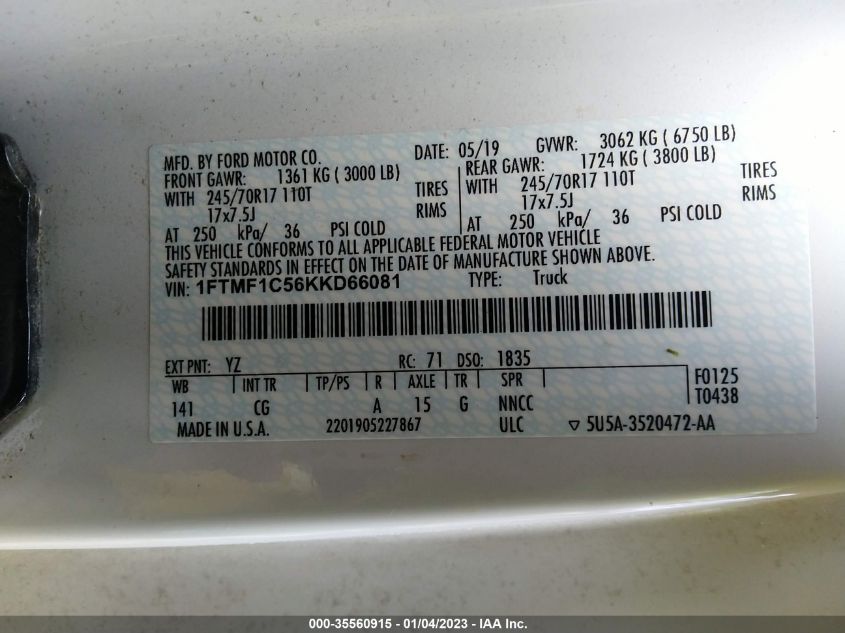 MFD. BY FORD MOTOR CO. DATE: 05/19 GVWR: 3062 KG ( 6750 LB)
FRONT GAWR: 1361 KG ( 3000 LB) REAR GAWR: 1724 KG ( 3800 LB)
WITH 245/70R17 110T TIRES WITH 245/70R17 110T TIRES
17x7.5J RIMS 17x7.5J RIMS
AT 250 kPa/ 36 PSI COLD AT 250 kPa/ 36 PSI COLD
THIS VEHICLE CONFORMS TO ALL APPLICABLE FEDERAL MOTOR VEHICLE
SAFETY STANDARDS IN EFFECT ON THE DATE OF MANUFACTURE SHOWN ABOVE.
VIN: 1FTMF1C56KKD66081 TYPE: Truck
EXT PNT: YZ RC: 71 DSO: 1835
WB INT TR TP/PS R AXLE TR SPR F0125
141 CG A 15 G NNCC T0438
MADE IN U.S.A. 2201905227867 ULC ▽ 5U5A-3520472-AA
000-35560915 - 01/04/2023 - IAA Inc.